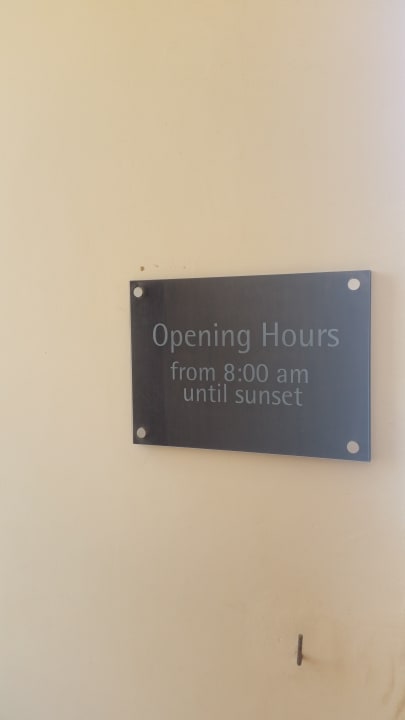 Opening Hours
from 8:00 am
until sunset